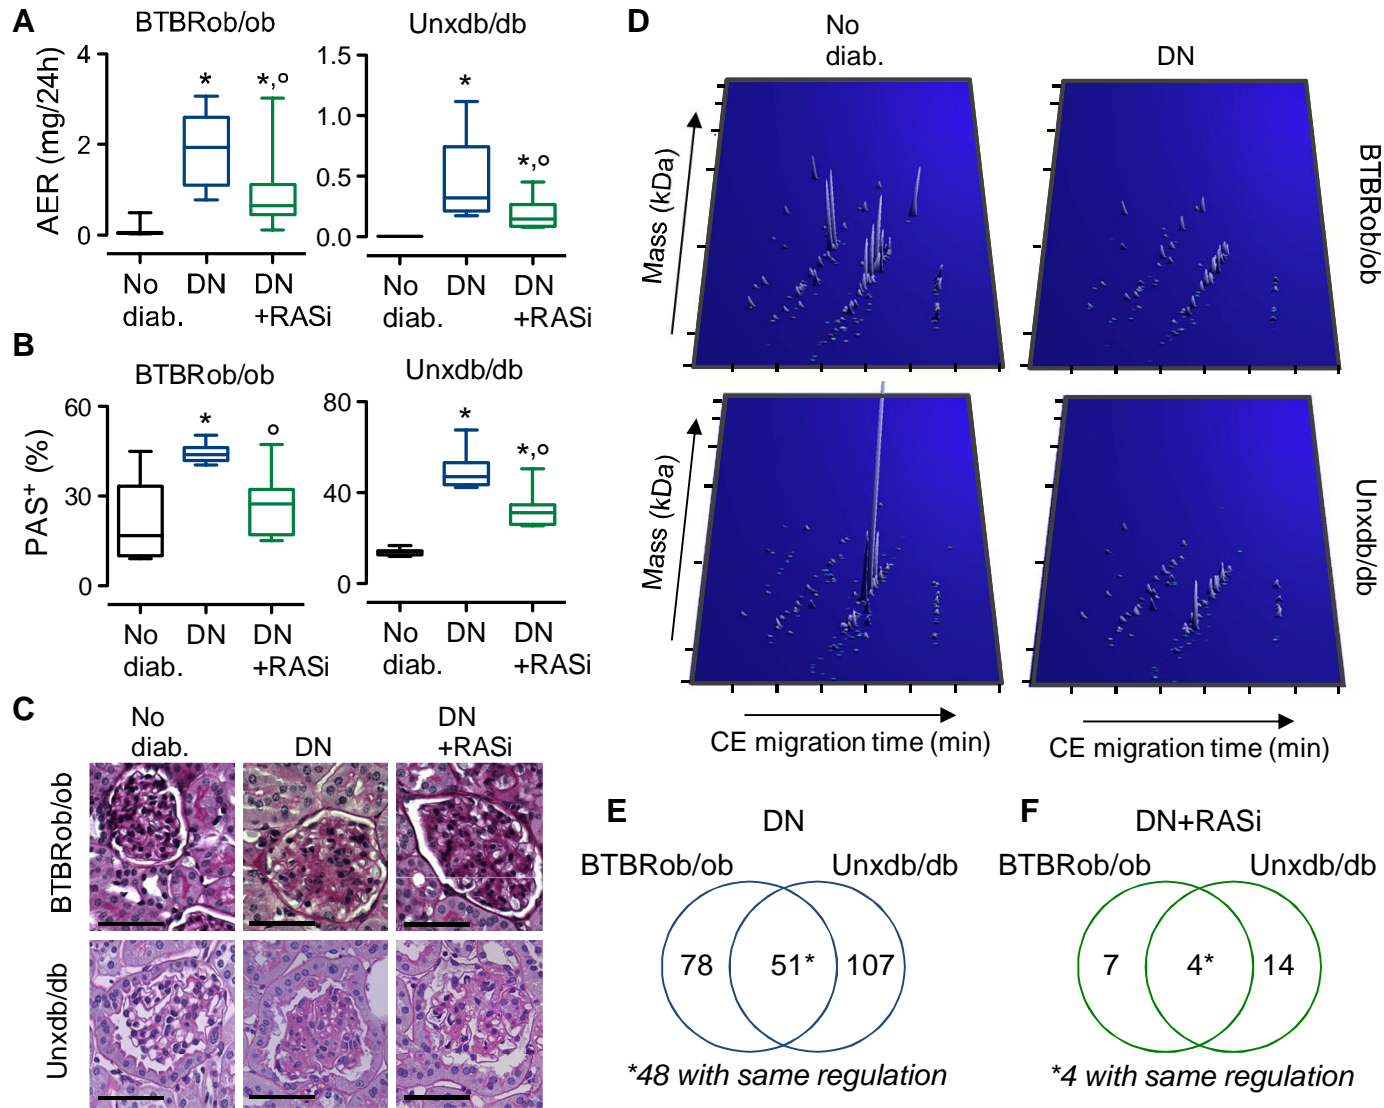 A
BTBRob/ob
Unxdb/db
AER (mg/24h)
4
2
0
*
*,°
1.5
1.0
0.5
0.0
*
*,°
No
diab.
DN
DN
+RASi
No
diab.
DN
DN
+RASi
B
BTBRob/ob
Unxdb/db
PAS⁺ (%)
60
30
0
*
°
80
40
0
*
*,°
No
diab.
DN
DN
+RASi
No
diab.
DN
DN
+RASi
C
No
diab.
DN
DN
+RASi
BTBRob/ob
Unxdb/db
D
No
diab.
DN
Mass (kDa)
BTBRob/ob
Mass (kDa)
Unxdb/db
CE migration time (min)
CE migration time (min)
E
DN
BTBRob/ob
Unxdb/db
78
51*
107
*48 with same regulation
F
DN+RASi
BTBRob/ob
Unxdb/db
7
4*
14
*4 with same regulation